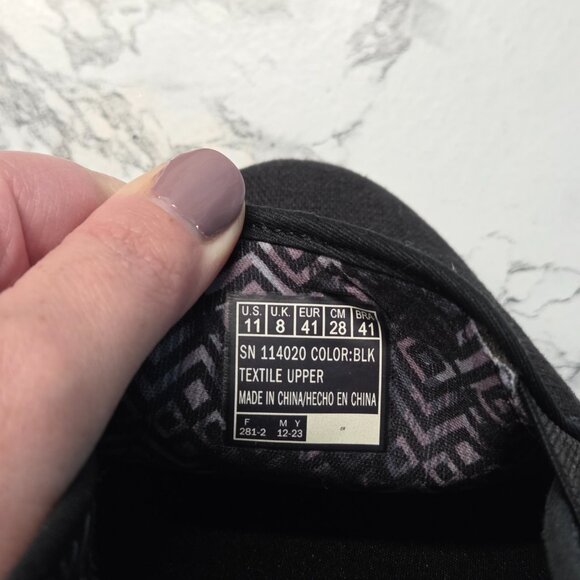 U.S. U.K. EUR CM BRA
11 8 41 28 41
SN 114020 COLOR:BLK
TEXTILE UPPER
MADE IN CHINA/HECHO EN CHINA
F M Y
281-2 12-23